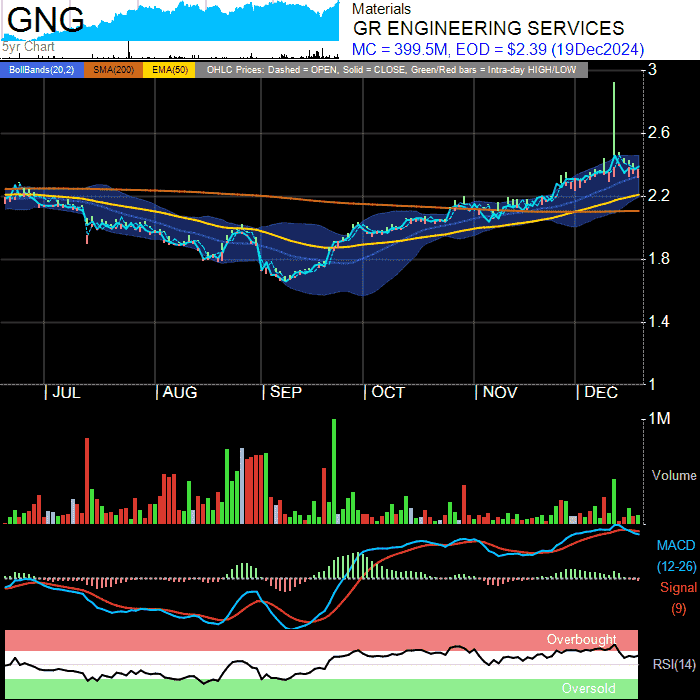 GNG
5yr Chart
Materials
GR ENGINEERING SERVICES
MC = 399.5M, EOD = $2.39 (19Dec2024)
BollBands(20,2) SMA(200) EMA(50) OHLC Prices: Dashed = OPEN, Solid = CLOSE, Green/Red bars = Intra-day HIGH/LOW
3
2.6
2.2
1.8
1.4
1
| JUL | AUG | SEP | OCT | NOV | DEC
1M
Volume
MACD
(12-26)
Signal
(9)
Overbought
RSI(14)
Oversold